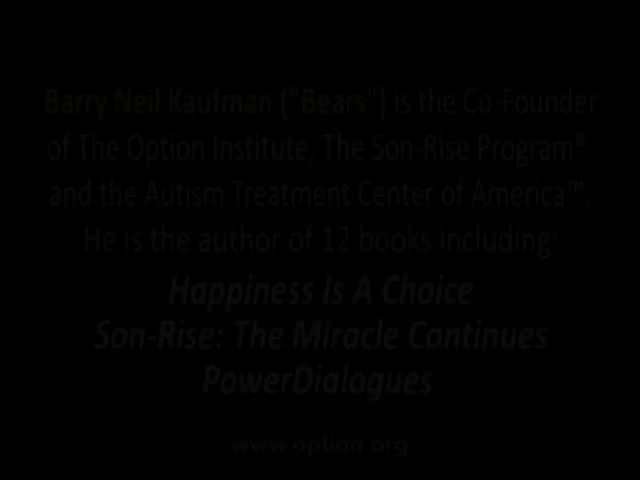 Barry Neil Kaufman ("Bears") is the Co-Founder
of The Option Institute, The Son-Rise Program®
and the Autism Treatment Center of America™.
He is the author of 12 books including:
Happiness Is A Choice
Son-Rise: The Miracle Continues
PowerDialogues
www.option.org